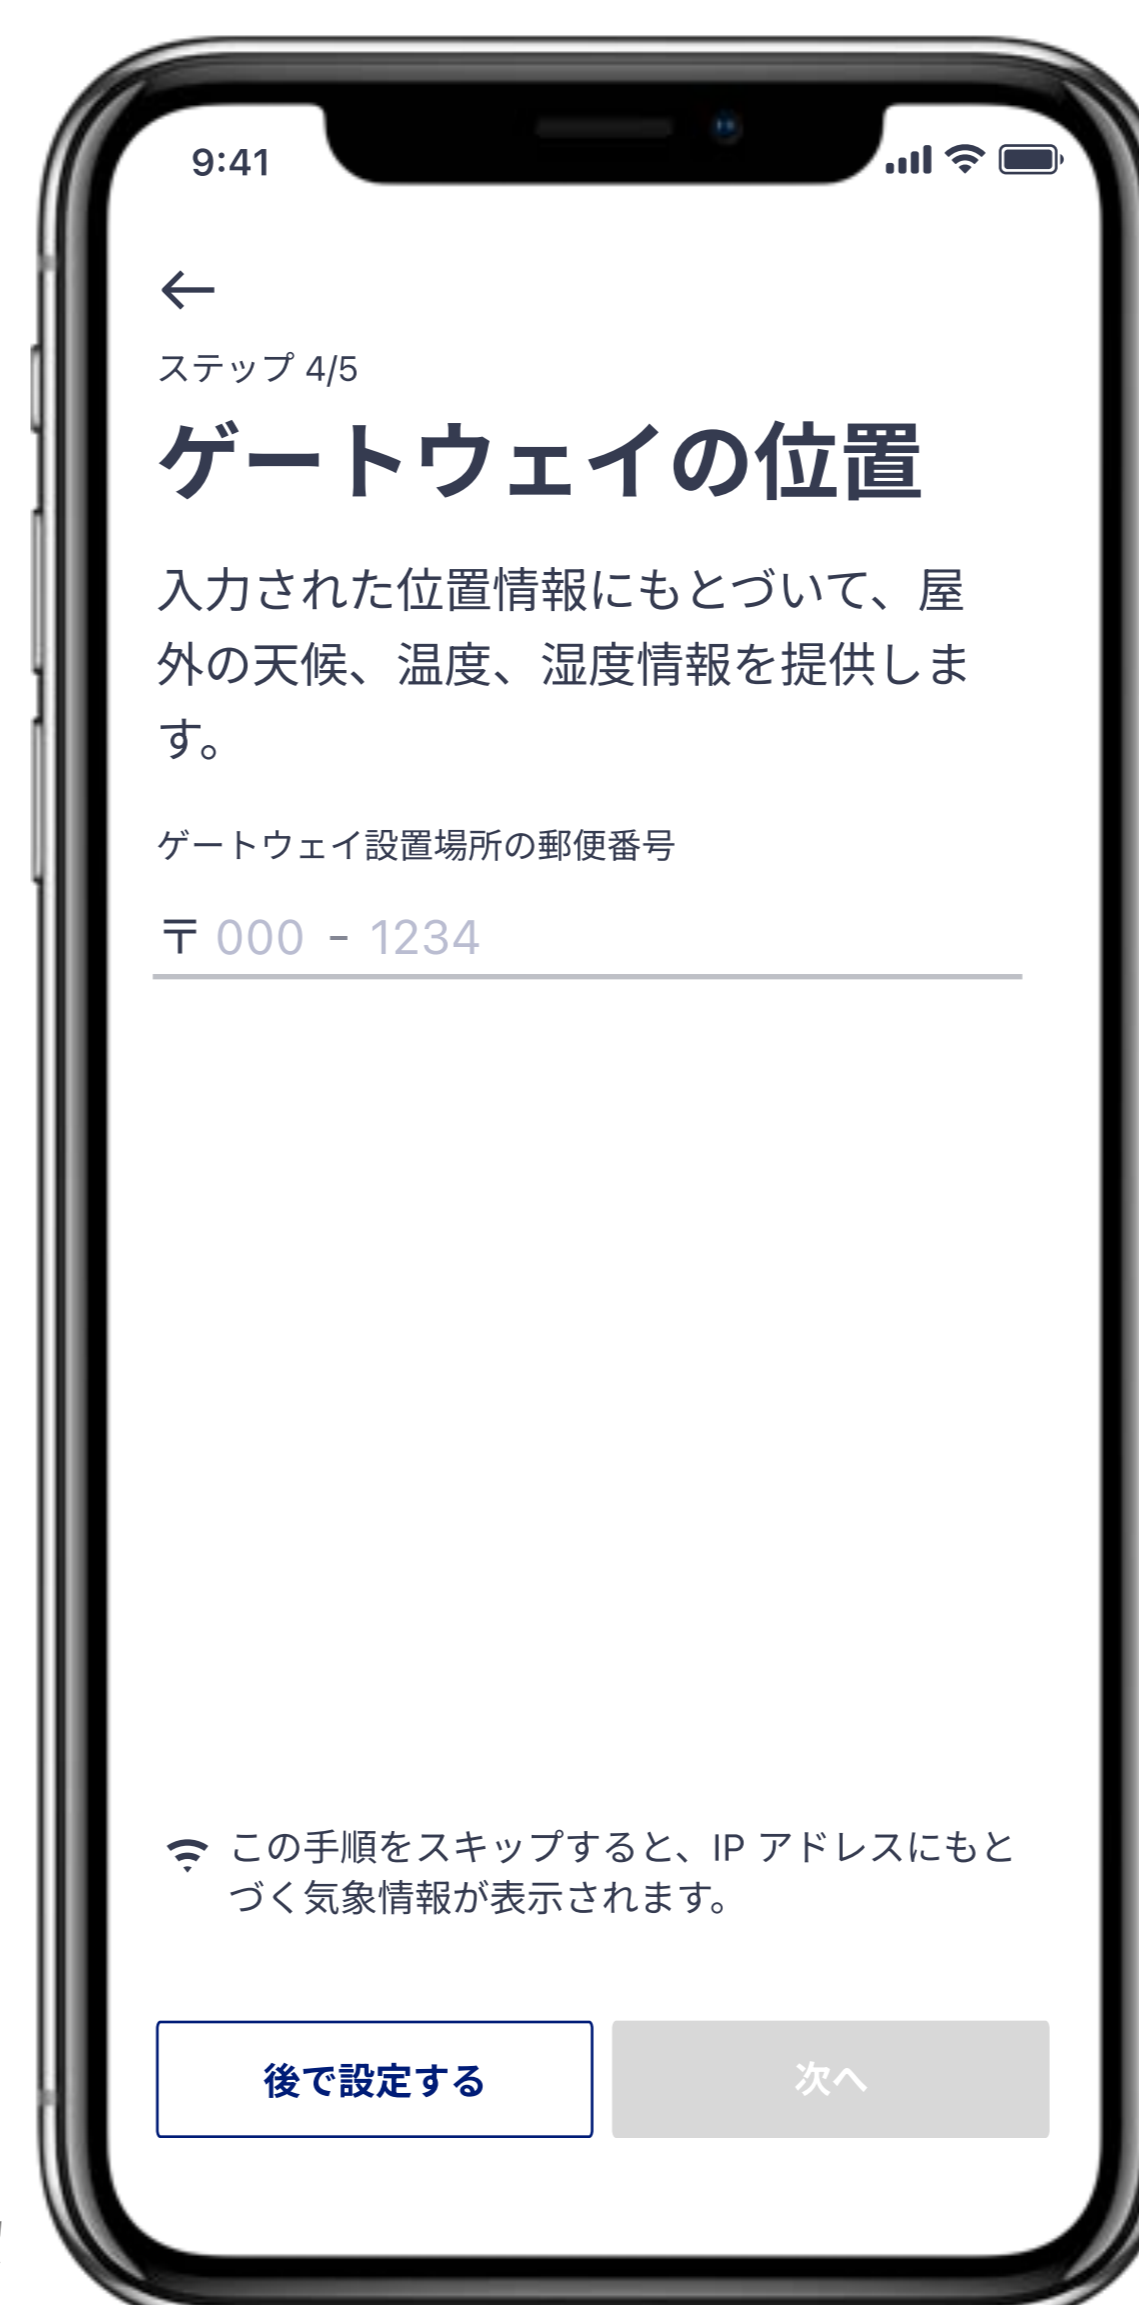 9:41
ステップ 4/5
ゲートウェイの位置
入力された位置情報にもとづいて、屋
外の天候、温度、湿度情報を提供しま
す。
ゲートウェイ設置場所の郵便番号
〒 000 - 1234
この手順をスキップすると、IP アドレスにもと
づく気象情報が表示されます。
後で設定する
次へ